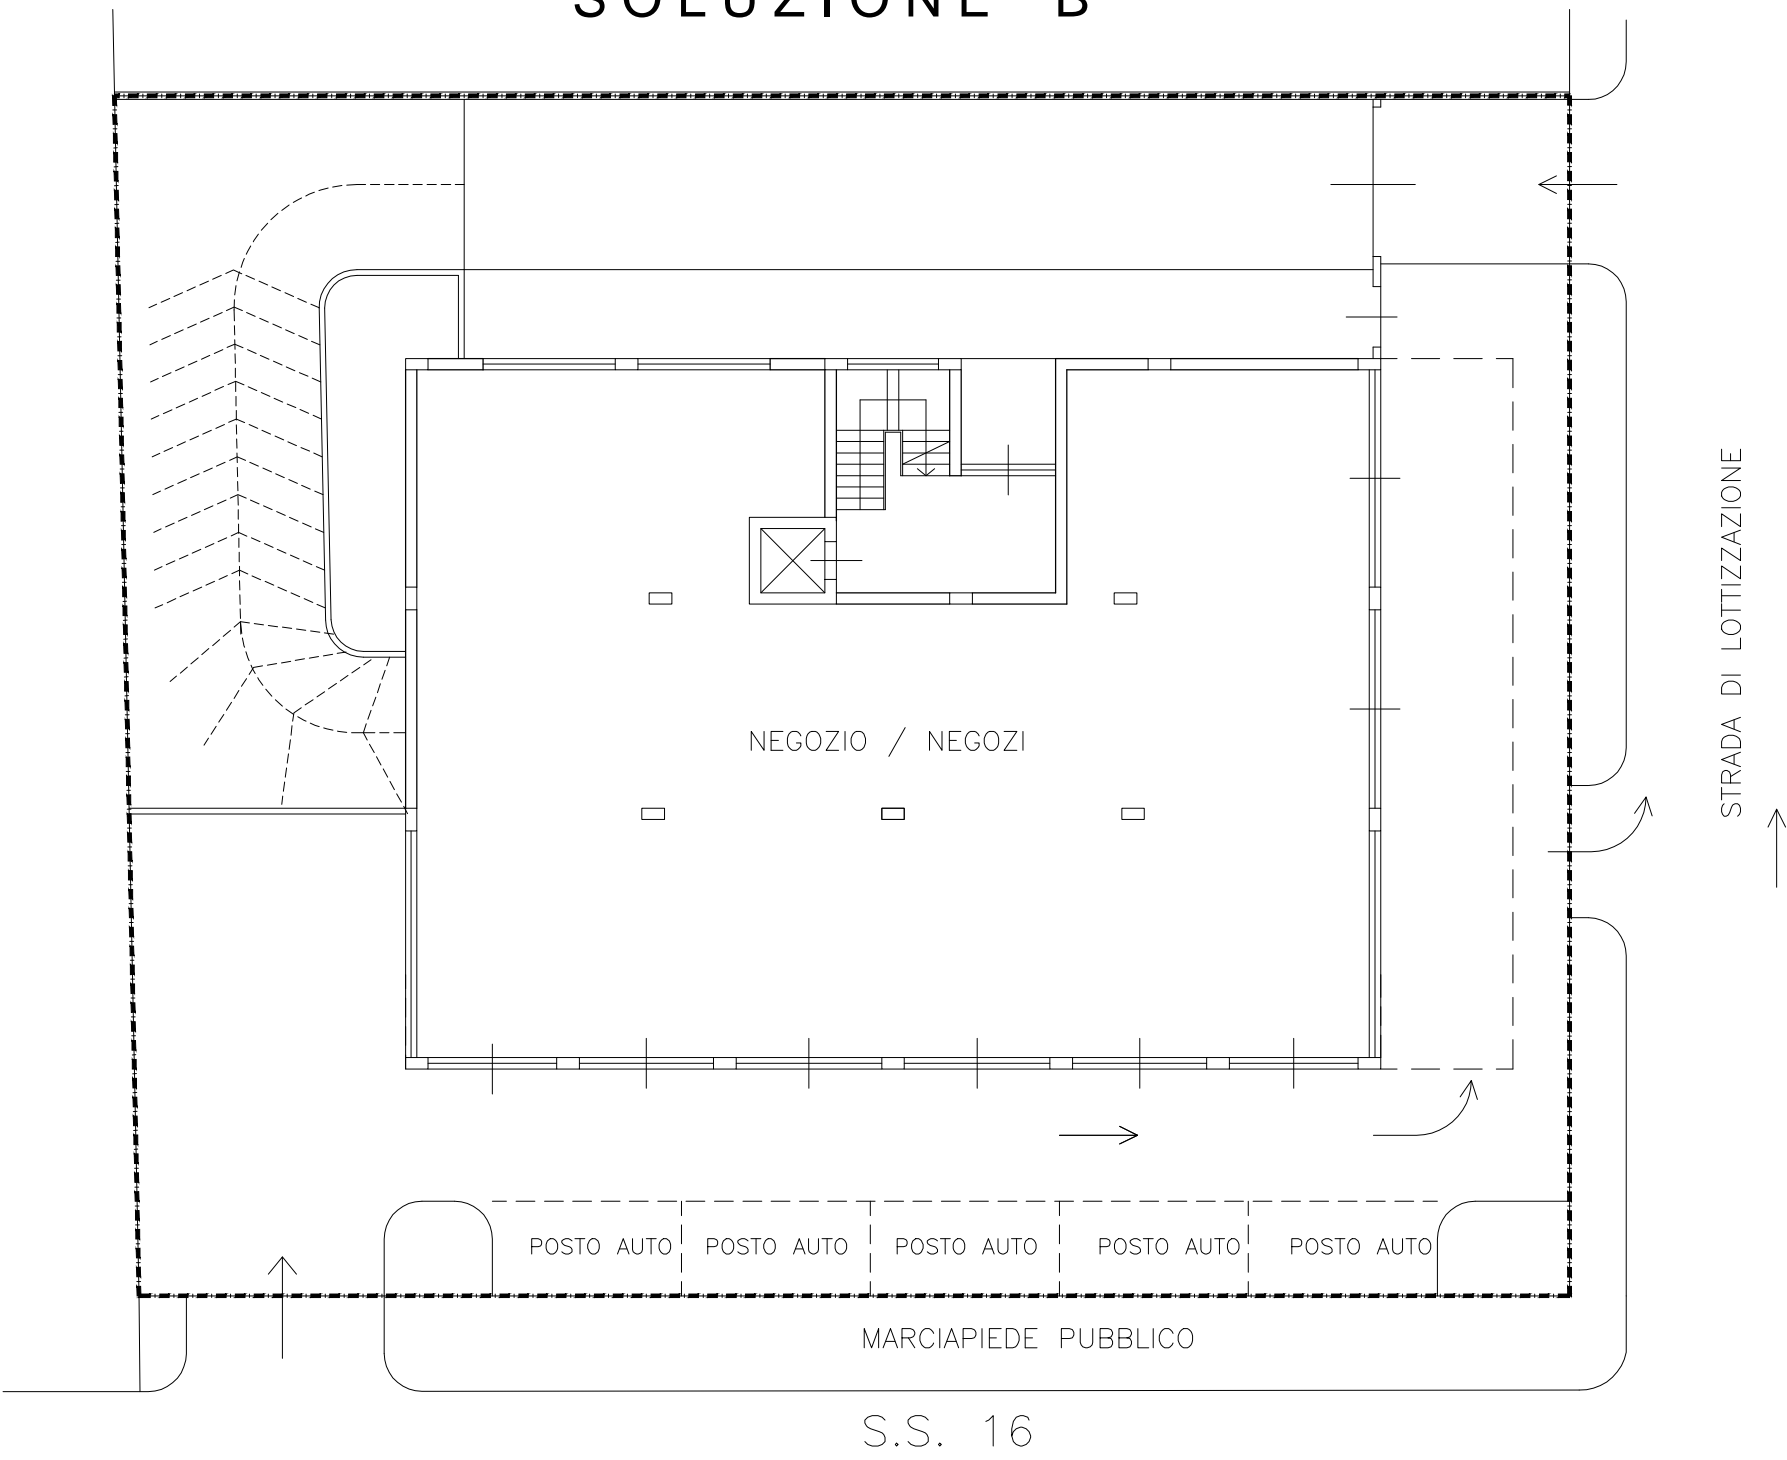 SOLUZIONE B
STRADA DI LOTTIZZAZIONE
NEGOZIO / NEGOZI
POSTO AUTO POSTO AUTO POSTO AUTO POSTO AUTO POSTO AUTO
MARCIAPIEDE PUBBLICO
S.S. 16